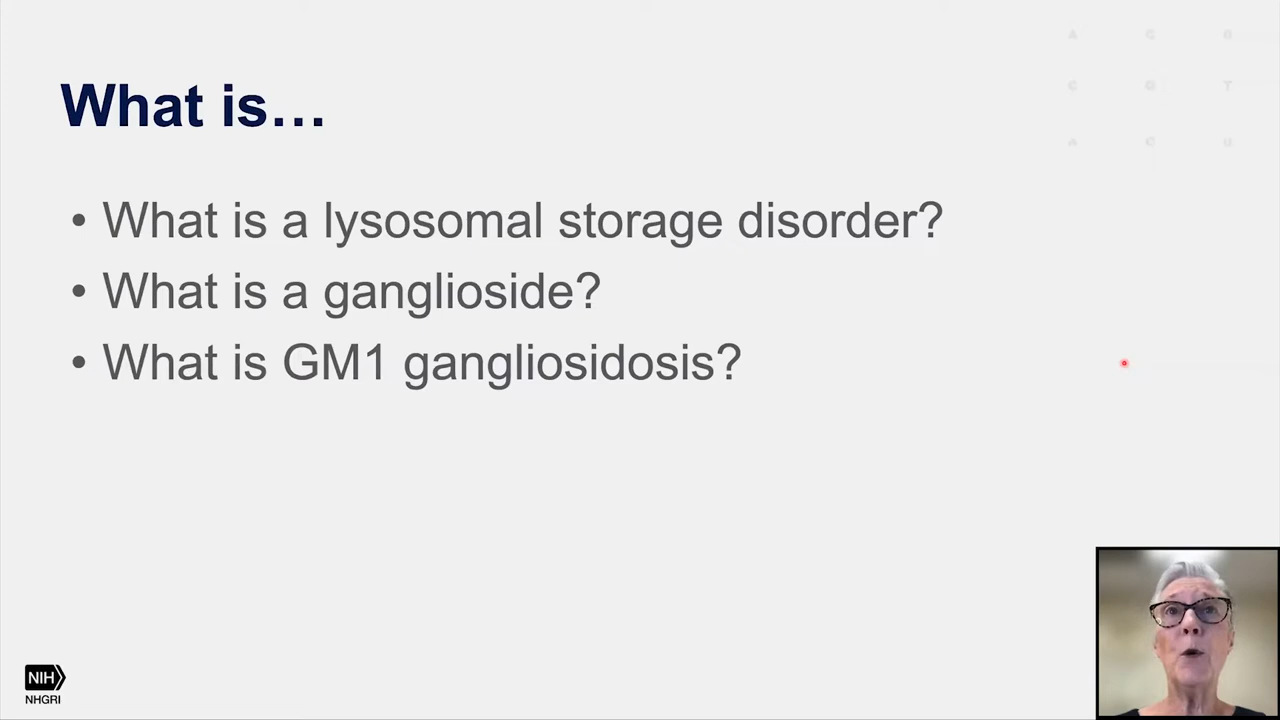 A C G
C G T
A C U
What is…
• What is a lysosomal storage disorder?
• What is a ganglioside?
• What is GM1 gangliosidosis?
NIH
NHGRI